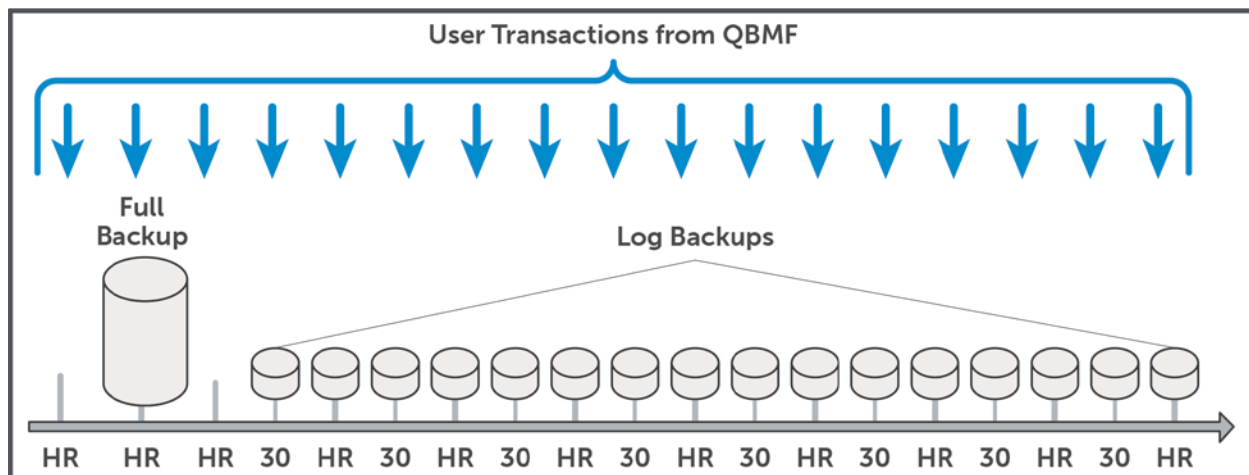 User Transactions from QBMF
Full
Backup
Log Backups
HR HR HR 30 HR 30 HR 30 HR 30 HR 30 HR 30 HR 30 HR 30 HR